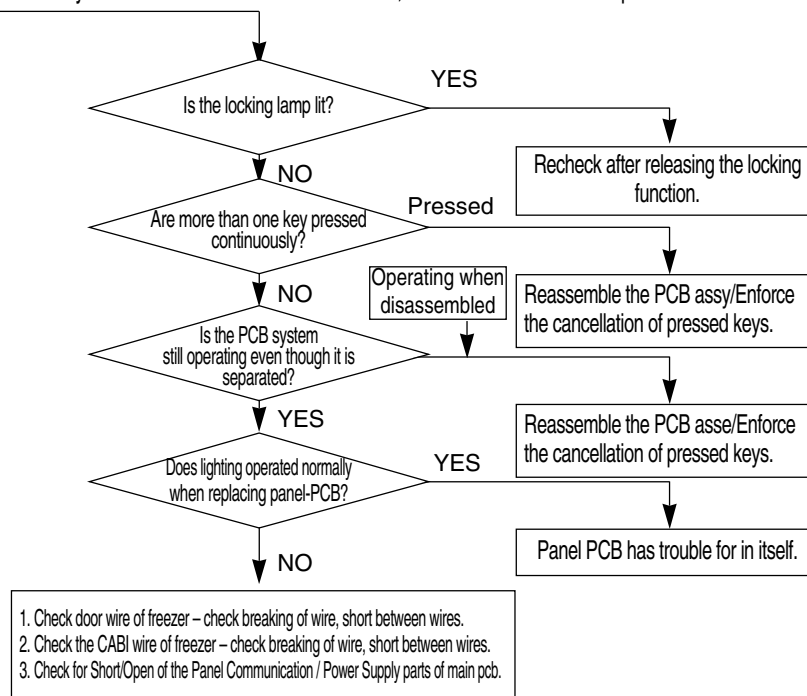 Is the locking lamp lit?
YES
Recheck after releasing the locking
function.
NO
Are more than one key pressed
continuously?
Pressed
Reassemble the PCB assy/Enforce
the cancellation of pressed keys.
NO
Operating when
disassembled
Is the PCB system
still operating even though it is
separated?
Reassemble the PCB asse/Enforce
the cancellation of pressed keys.
YES
Does lighting operated normally
when replacing panel-PCB?
YES
Panel PCB has trouble for in itself.
NO
1. Check door wire of freezer – check breaking of wire, short between wires.
2. Check the CABI wire of freezer – check breaking of wire, short between wires.
3. Check for Short/Open of the Panel Communication / Power Supply parts of main pcb.